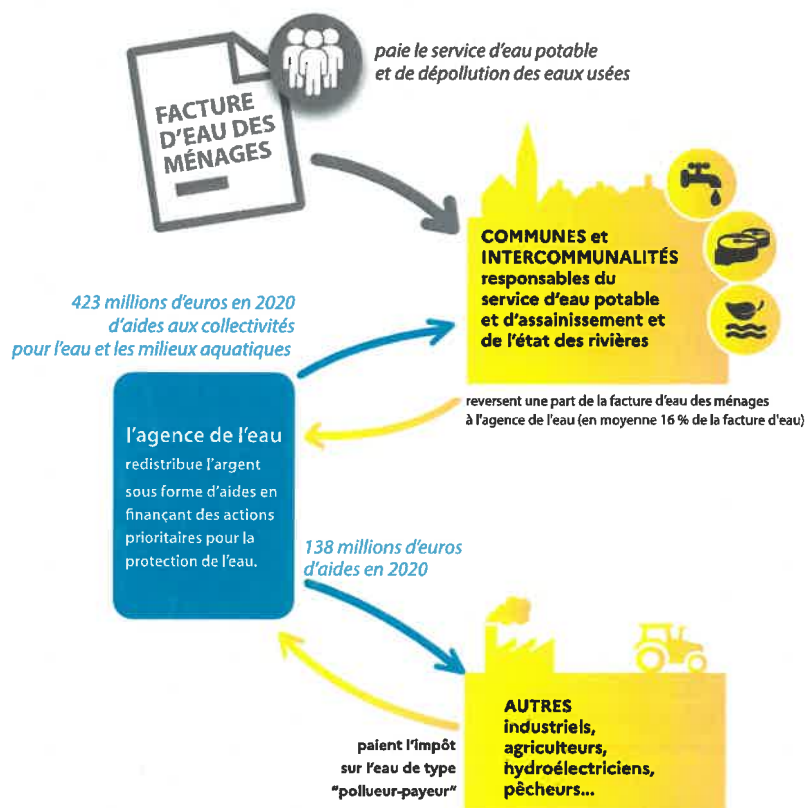 paie le service d'eau potable
et de dépollution des eaux usées
FACTURE
D'EAU DES
MÉNAGES
COMMUNES et
INTERCOMMUNALITÉS
responsables du
service d'eau potable
et d'assainissement et
de l'état des rivières
423 millions d'euros en 2020
d'aides aux collectivités
pour l'eau et les milieux aquatiques
reversent une part de la facture d'eau des ménages
à l'agence de l'eau (en moyenne 16 % de la facture d'eau)
l'agence de l'eau
redistribue l'argent
sous forme d'aides en
finançant des actions
prioritaires pour la
protection de l'eau.
138 millions d'euros
d'aides en 2020
paient l'impôt
sur l'eau de type
"pollueur-payeur"
AUTRES
industriels,
agriculteurs,
hydroélectriciens,
pêcheurs...